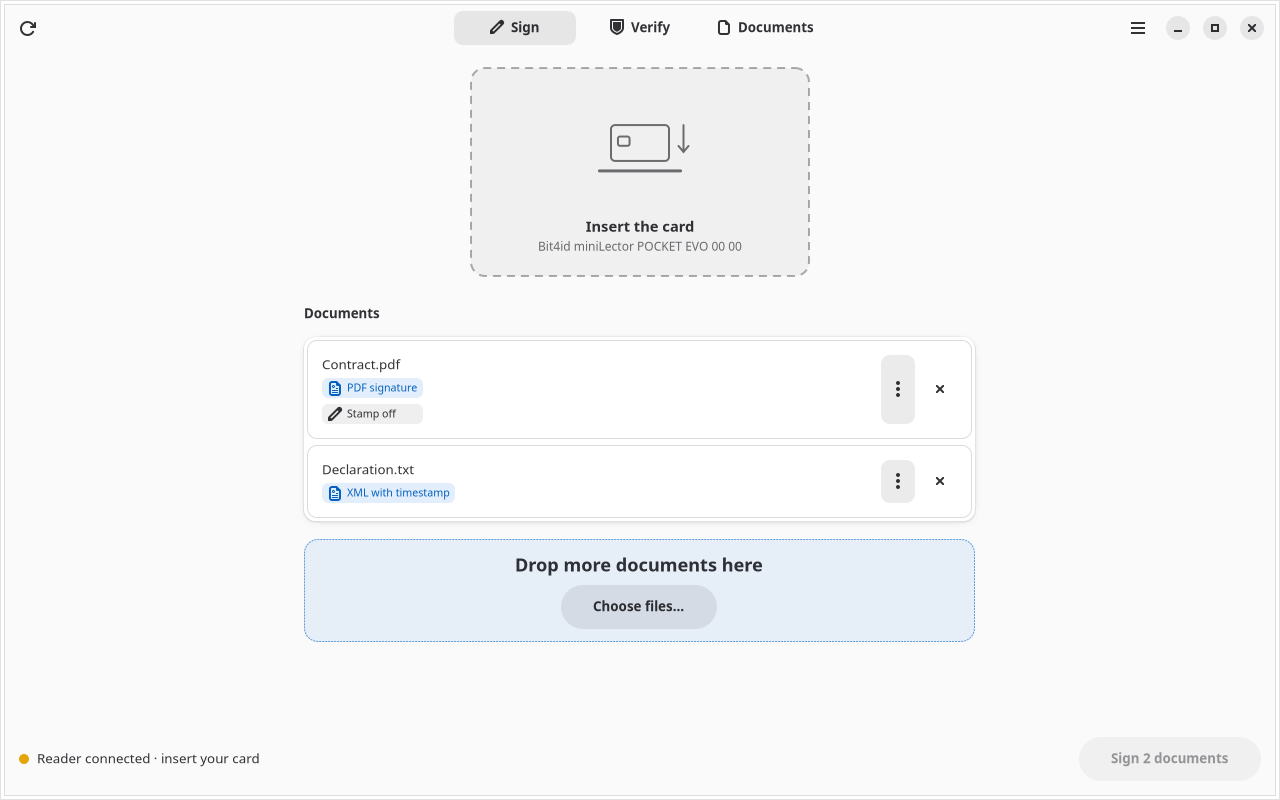 Sign
Verify
Documents
Insert the card
Bit4id miniLector POCKET EVO 00 00
Documents
Contract.pdf
PDF signature
Stamp off
Declaration.txt
XML with timestamp
Drop more documents here
Choose files...
Reader connected · insert your card
Sign 2 documents